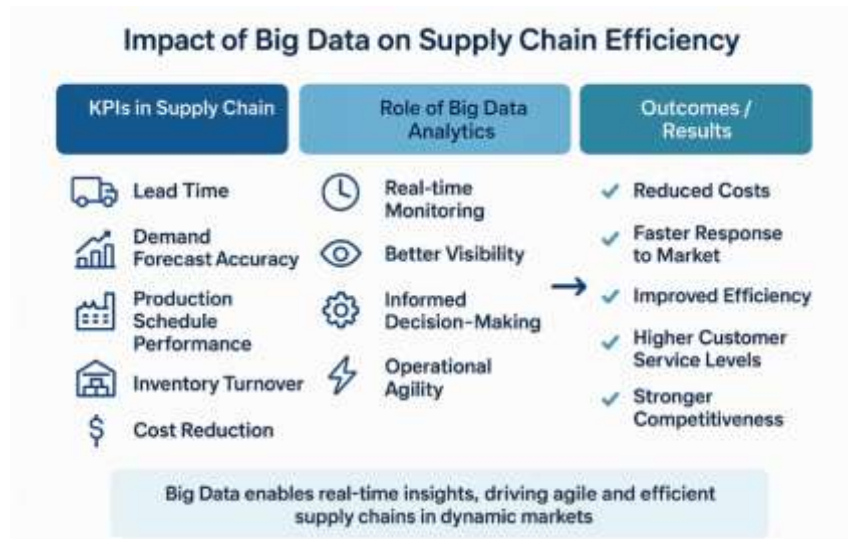 Impact of Big Data on Supply Chain Efficiency
KPIs in Supply Chain
Lead Time
Demand
Forecast Accuracy
Production
Schedule
Performance
Inventory Turnover
$
Cost Reduction
Role of Big Data
Analytics
Real-time
Monitoring
Better Visibility
Informed
Decision-Making
Operational
Agility
Outcomes /
Results
Reduced Costs
Faster Response
to Market
Improved Efficiency
Higher Customer
Service Levels
Stronger
Competitiveness
Big Data enables real-time insights, driving agile and efficient
supply chains in dynamic markets